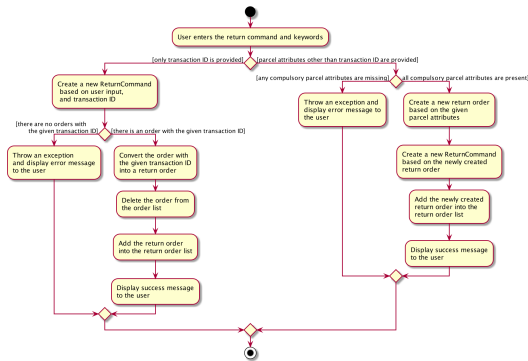 User enters the return command and keywords
[only transaction ID is provided]
[parcel attributes other than transaction ID are provided]
Create a new ReturnCommand
based on user input,
and transaction ID
[there are no orders with
the given transaction ID]
[there is an order with the given transaction ID]
Throw an exception
and display error message
to the user
Convert the order with
the given transaction ID
into a return order
Delete the order from
the order list
Add the return order
into the return order list
Display success message
to the user
[any compulsory parcel attributes are missing]
all compulsory parcel attributes are present]
Throw an exception and
display error message to
the user
Create a new return order
based on the given
parcel attributes
Create a new ReturnCommand
based on the newly created
return order
Add the newly created
return order into the
return order list
Display success message
to the user